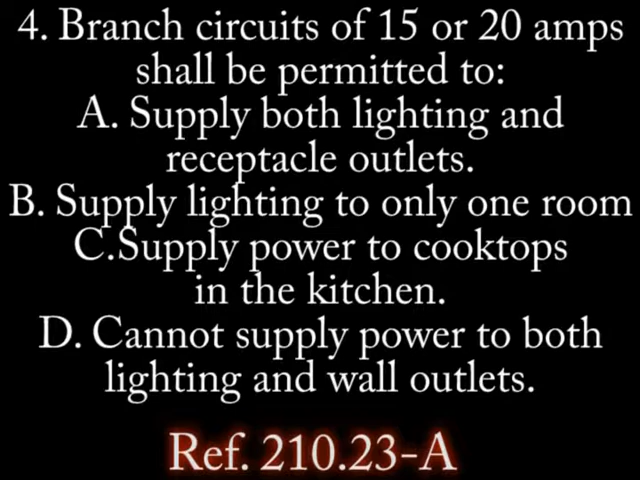 4. Branch circuits of 15 or 20 amps
shall be permitted to:
A. Supply both lighting and
receptacle outlets.
B. Supply lighting to only one room
C.Supply power to cooktops
in the kitchen.
D. Cannot supply power to both
lighting and wall outlets.
Ref. 210.23-A